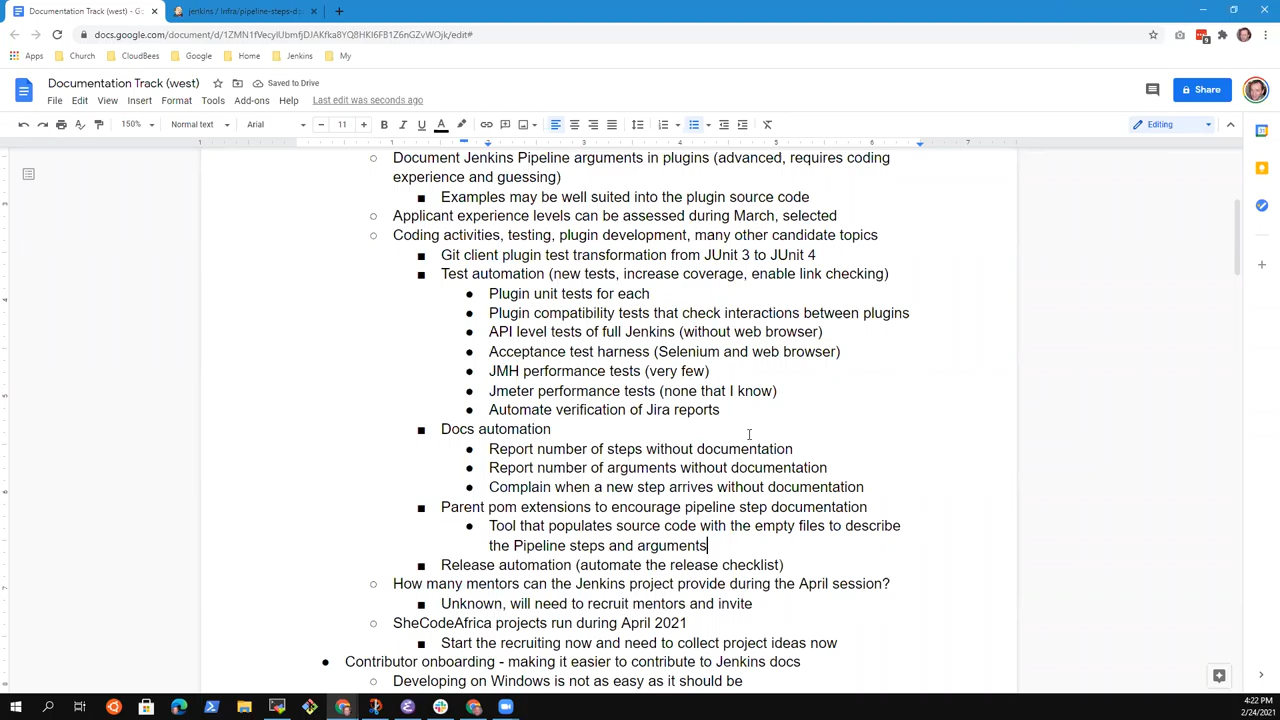 Documentation Track (west) - Go
jenkins / infra/pipeline-steps-do
docs.google.com/document/d/
Apps
Church
CloudBees
Google
Home
Jenkins
My
Documentation Track (west)
Saved to Drive
File Edit View Insert Format Tools Add-ons Help Last edit was seconds ago
Share
150% Normal text Arial 11
Editing
Document Jenkins Pipeline arguments in plugins (advanced, requires coding
experience and guessing)
Examples may be well suited into the plugin source code
Applicant experience levels can be assessed during March, selected
Coding activities, testing, plugin development, many other candidate topics
Git client plugin test transformation from JUnit 3 to JUnit 4
Test automation (new tests, increase coverage, enable link checking)
Plugin unit tests for each
Plugin compatibility tests that check interactions between plugins
API level tests of full Jenkins (without web browser)
Acceptance test harness (Selenium and web browser)
JMH performance tests (very few)
Jmeter performance tests (none that I know)
Automate verification of Jira reports
Docs automation
Report number of steps without documentation
Report number of arguments without documentation
Complain when a new step arrives without documentation
Parent pom extensions to encourage pipeline step documentation
Tool that populates source code with the empty files to describe
the Pipeline steps and arguments
Release automation (automate the release checklist)
How many mentors can the Jenkins project provide during the April session?
Unknown, will need to recruit mentors and invite
SheCodeAfrica projects run during April 2021
Start the recruiting now and need to collect project ideas now
Contributor onboarding - making it easier to contribute to Jenkins docs
Developing on Windows is not as easy as it should be
4:22 PM
2/24/2021